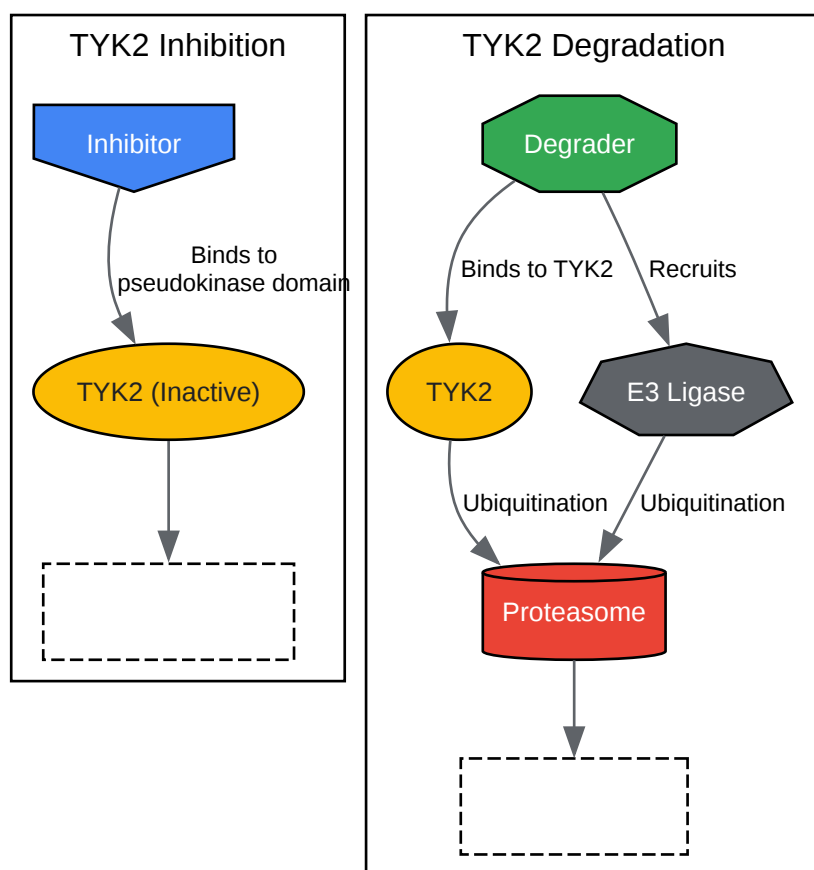 TYK2 Inhibition
Inhibitor
Binds to
pseudokinase domain
TYK2 (Inactive)
TYK2 Degradation
Degrader
Binds to TYK2
Recruits
TYK2
E3 Ligase
Ubiquitination
Ubiquitination
Proteasome